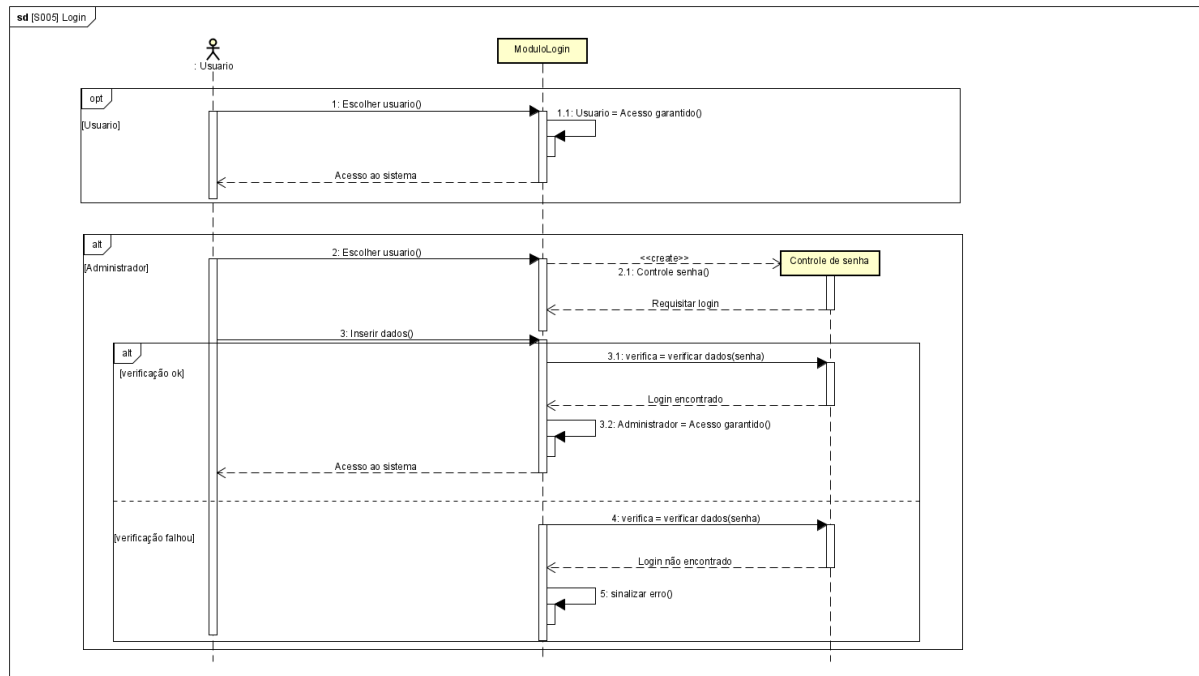 sd [S005] Login
: Usuario
ModuloLogin
opt
[Usuario]
1: Escolher usuario()
1.1: Usuario = Acesso garantido()
Acesso ao sistema
alt
[Administrador]
2: Escolher usuario()
<<create>>
2.1: Controle senha()
Controle de senha
Requisitar login
3: Inserir dados()
alt
[verificação ok]
3.1: verifica = verificar dados(senha)
Login encontrado
3.2: Administrador = Acesso garantido()
Acesso ao sistema
[verificação falhou]
4: verifica = verificar dados(senha)
Login não encontrado
5: sinalizar erro()